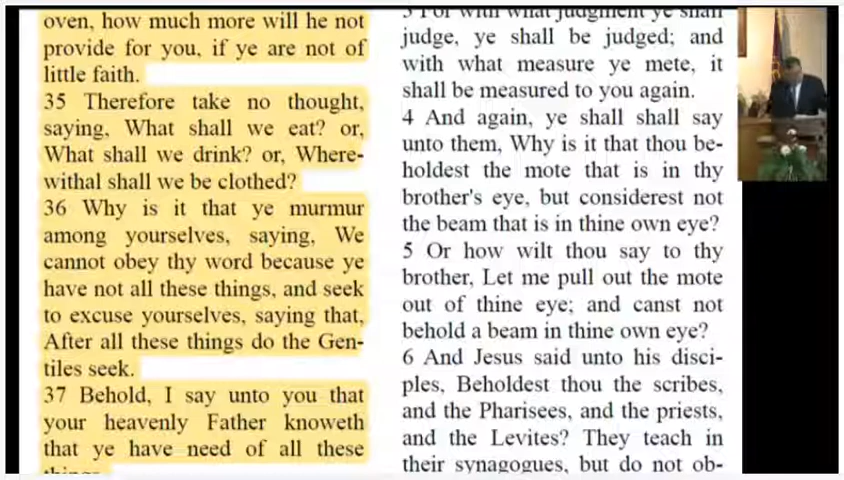 oven, how much more will he not
provide for you, if ye are not of
little faith.
35 Therefore take no thought,
saying, What shall we eat? or,
What shall we drink? or, Where-
withal shall we be clothed?
36 Why is it that ye murmur
among yourselves, saying, We
cannot obey thy word because ye
have not all these things, and seek
to excuse yourselves, saying that,
After all these things do the Gen-
tiles seek.
37 Behold, I say unto you that
your heavenly Father knoweth
that ye have need of all these
things.
3 For with what judgment ye shall
judge, ye shall be judged; and
with what measure ye mete, it
shall be measured to you again.
4 And again, ye shall shall say
unto them, Why is it that thou be-
holdest the mote that is in thy
brother's eye, but considerest not
the beam that is in thine own eye?
5 Or how wilt thou say to thy
brother, Let me pull out the mote
out of thine eye; and canst not
behold a beam in thine own eye?
6 And Jesus said unto his disci-
ples, Beholdest thou the scribes,
and the Pharisees, and the priests,
and the Levites? They teach in
their synagogues, but do not ob-